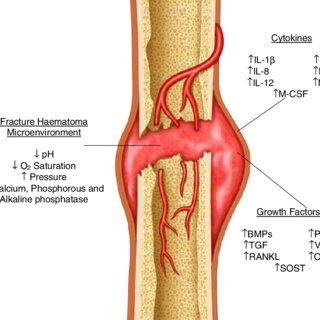 Cytokines
↑IL-1β
↑IL-8
↑IL-12
↑M-CSF
Fracture Haematoma
Microenvironment
↓ pH
↓ O₂ Saturation
↑ Pressure
alcium, Phosphorous and
Alkaline phosphatase
Growth Factors
↑BMPs ↑P
↑TGF ↑V
↑RANKL ↑O
↑SOST